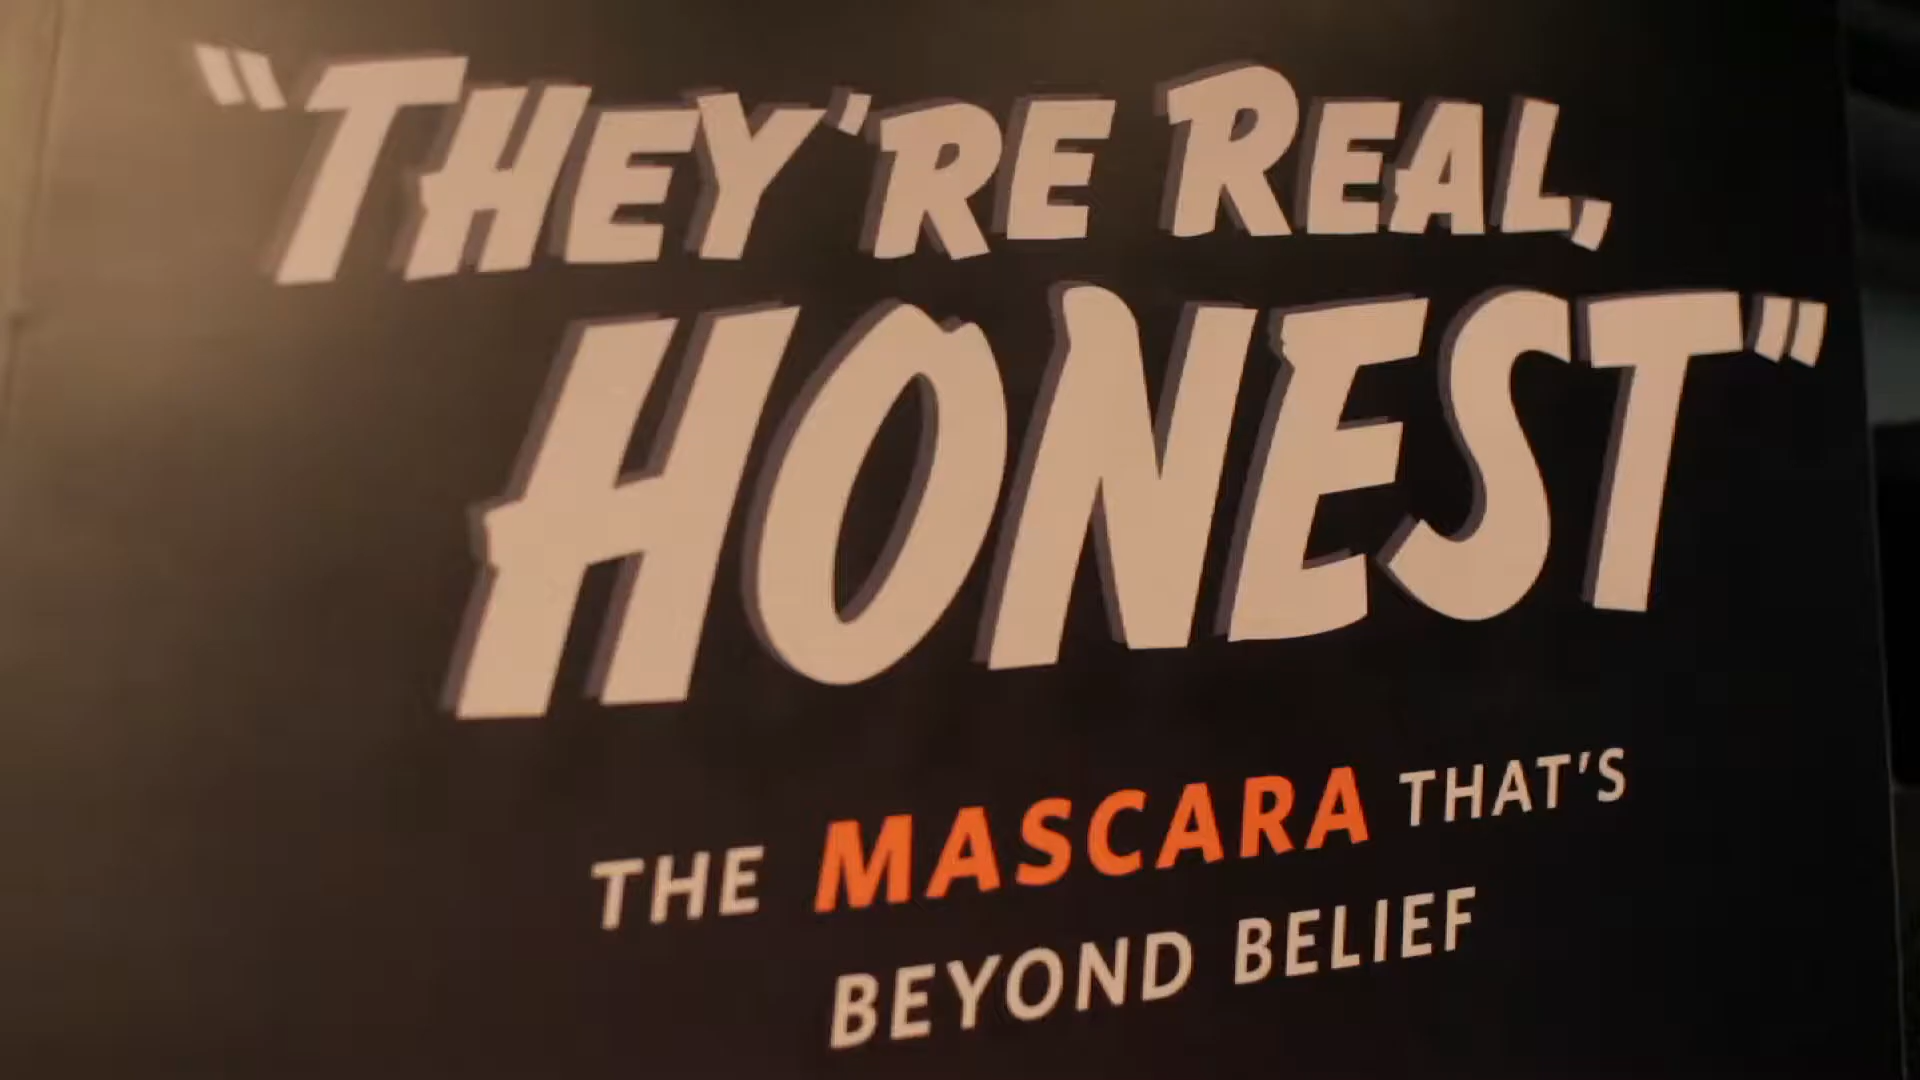 "THEY'RE REAL,
HONEST"
THE MASCARA THAT'S
BEYOND BELIEF